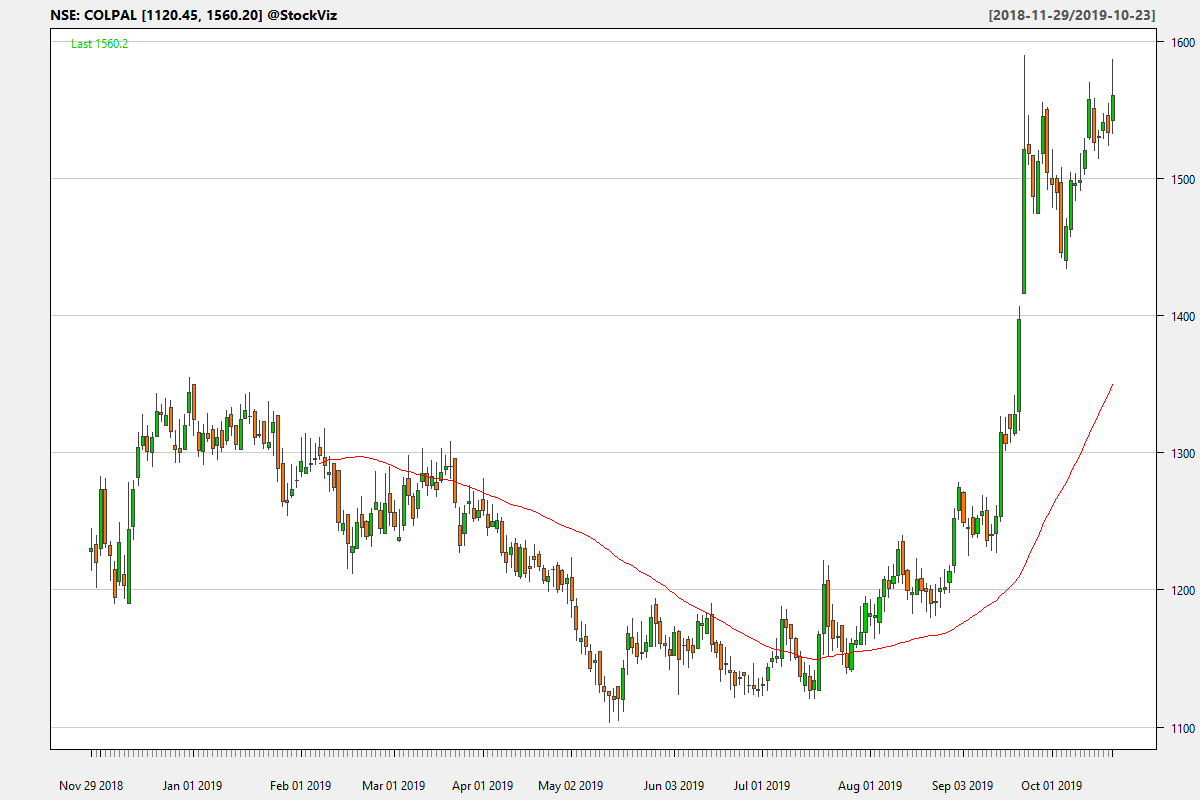 NSE: COLPAL [1120.45, 1560.20] @StockViz [2018-11-29/2019-10-23]
Last 1560.2
1600
1500
1400
1300
1200
1100
Nov 29 2018 Jan 01 2019 Feb 01 2019 Mar 01 2019 Apr 01 2019 May 02 2019 Jun 03 2019 Jul 01 2019 Aug 01 2019 Sep 03 2019 Oct 01 2019